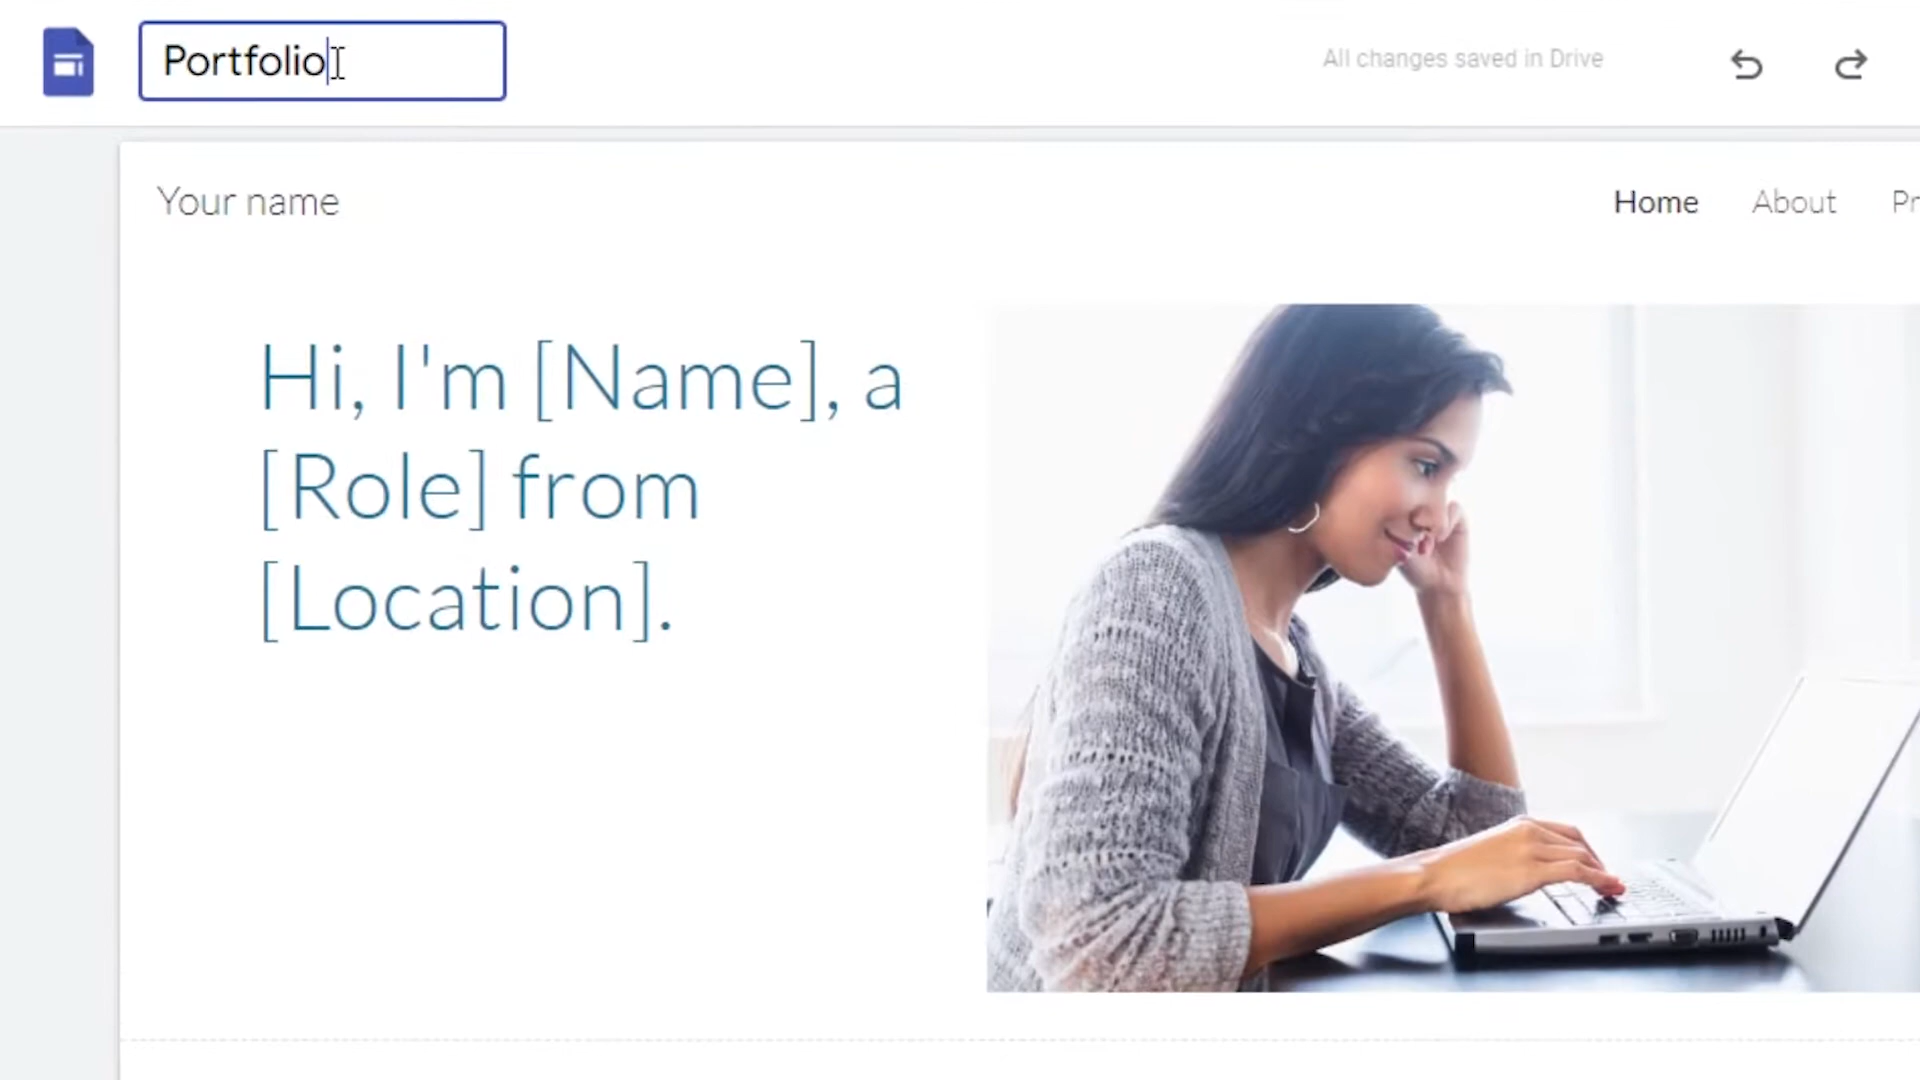 Portfolio
All changes saved in Drive
Your name
Home About
Hi, I'm [Name], a
[Role] from
[Location].